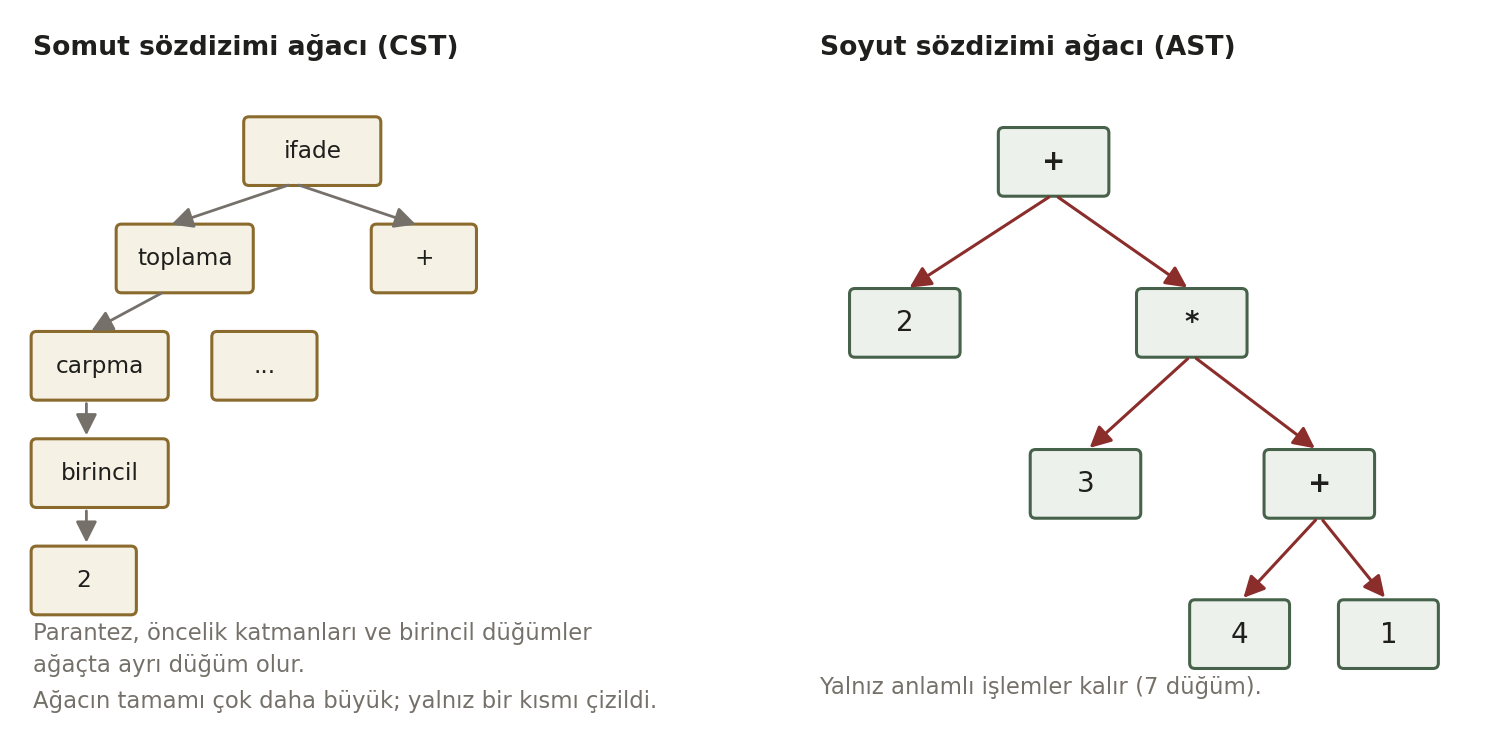 Somut sözdizimi ağacı (CST)
ifade
toplama
+
carpma
...
birincil
2
Parantez, öncelik katmanları ve birincil düğümler
ağaçta ayrı düğüm olur.
Ağacın tamamı çok daha büyük; yalnız bir kısmı çizildi.
Soyut sözdizimi ağacı (AST)
+
2
*
3
+
4
1
Yalnız anlamlı işlemler kalır (7 düğüm).